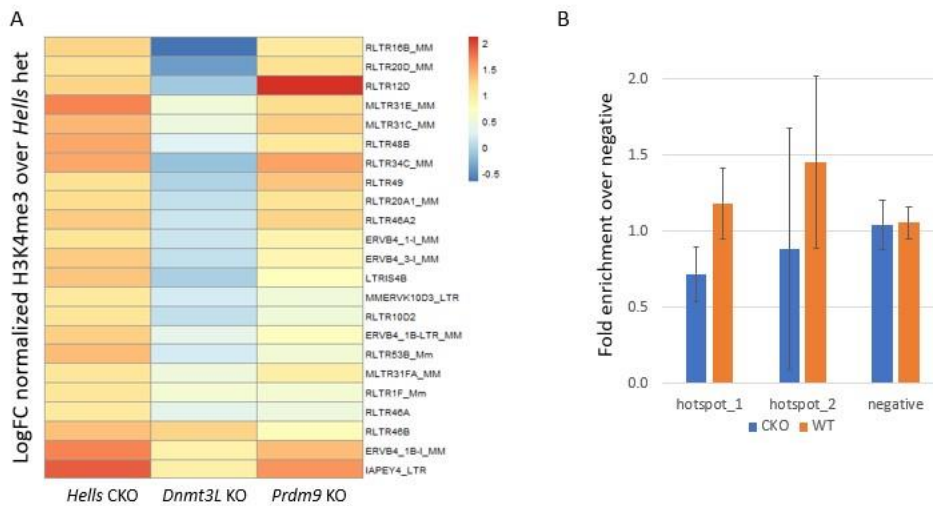 A
LogFC normalized H3K4me3 over Hells het
RLTR16B_MM
RLTR20D_MM
RLTR12D
MLTR31E_MM
MLTR31C_MM
RLTR48B
RLTR34C_MM
RLTR49
RLTR20A1_MM
RLTR46A2
ERVB4_1-I_MM
ERVB4_3-I_MM
LTRIS4B
MMERVK10D3_LTR
RLTR10D2
ERVB4_1B-LTR_MM
RLTR53B_Mm
MLTR31FA_MM
RLTR1F_Mm
RLTR46A
RLTR46B
ERVB4_1B-I_MM
IAPEY4_LTR
Hells CKO
Dnmt3L KO
Prdm9 KO
2
1.5
1
0.5
0
-0.5
B
Fold enrichment over negative
2.0
1.5
1.0
0.5
0.0
hotspot_1
hotspot_2
negative
CKO
WT